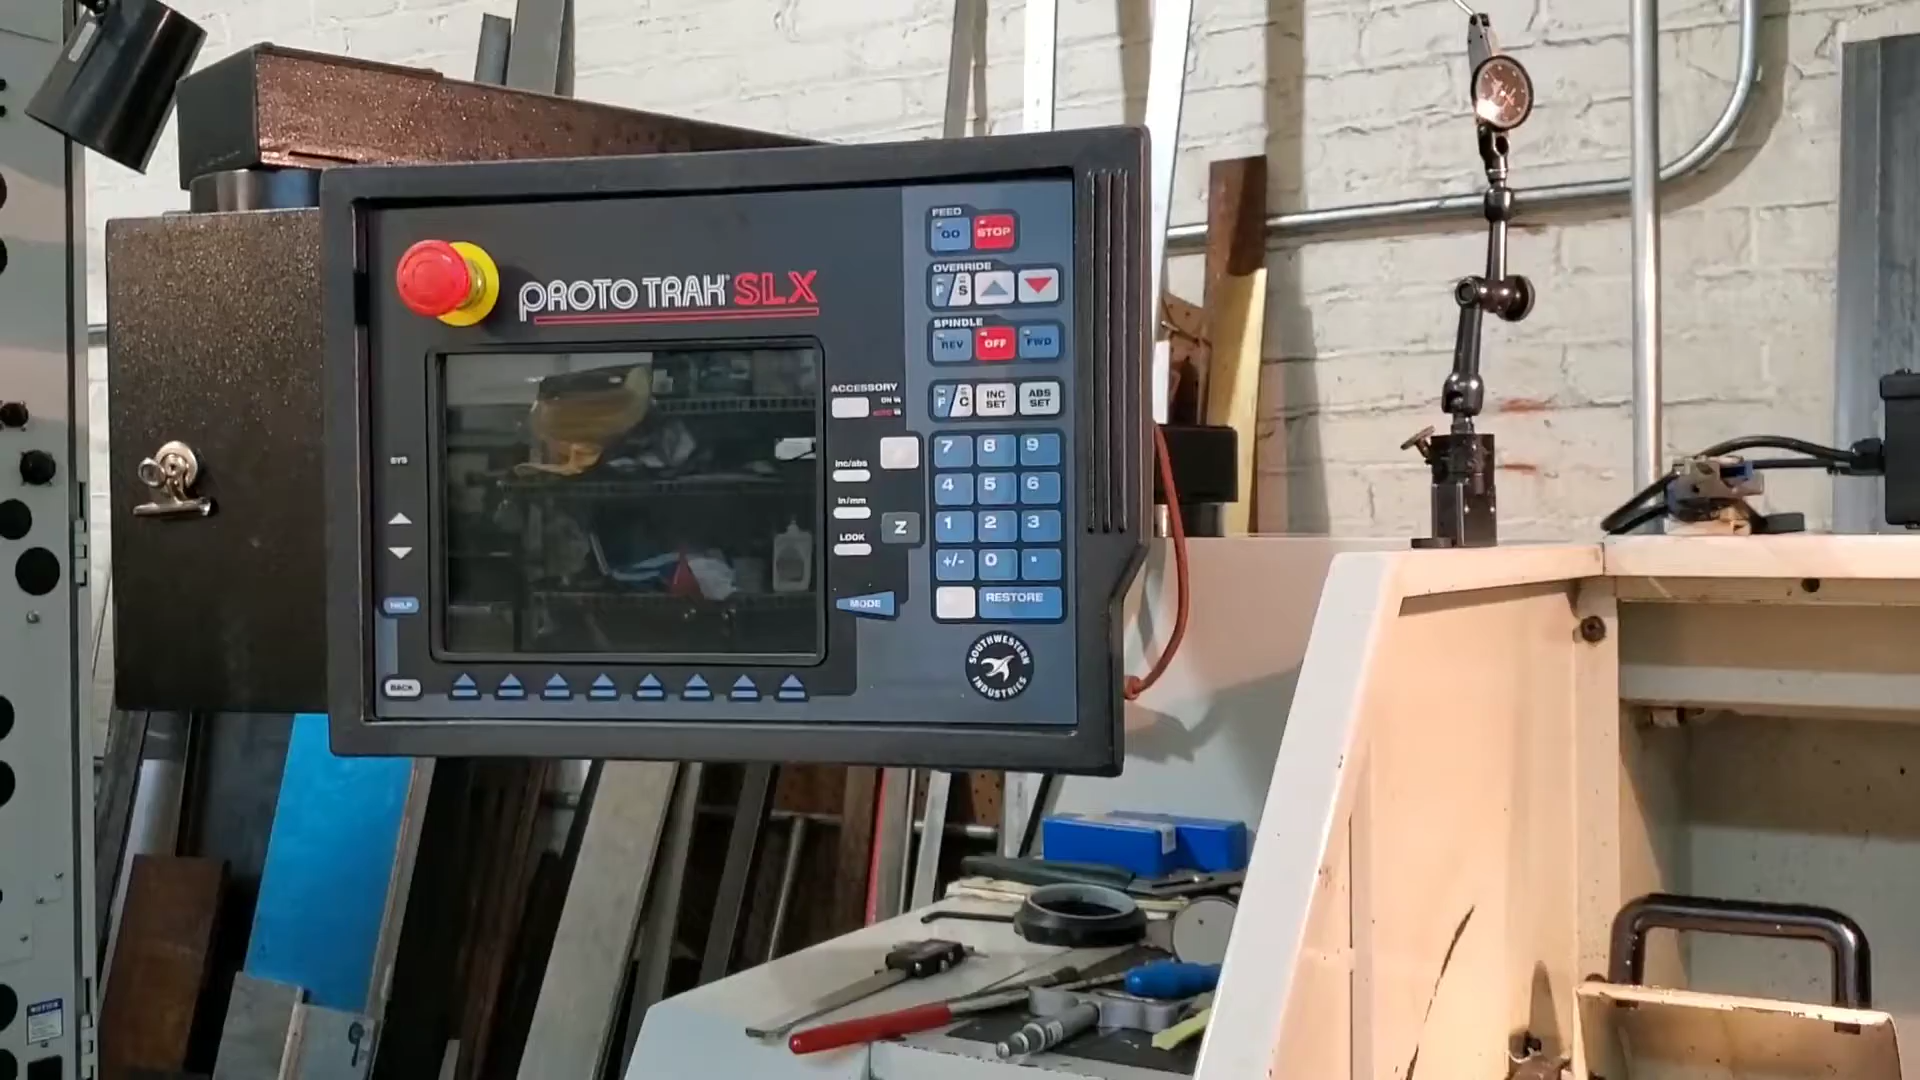 FEED
GO STOP
PROTO TRAK SLX
OVERRIDE
F/S
SPINDLE
REV OFF FWD
ACCESSORY
ON
F/C INC SET ABS SET
7 8 9
SYS
inc/abs
4 5 6
in/mm
1 2 3
Z
LOOK
+/- 0 .
HELP
MODE
RESTORE
SOUTHWESTERN INDUSTRIES
BACK
NOTICE